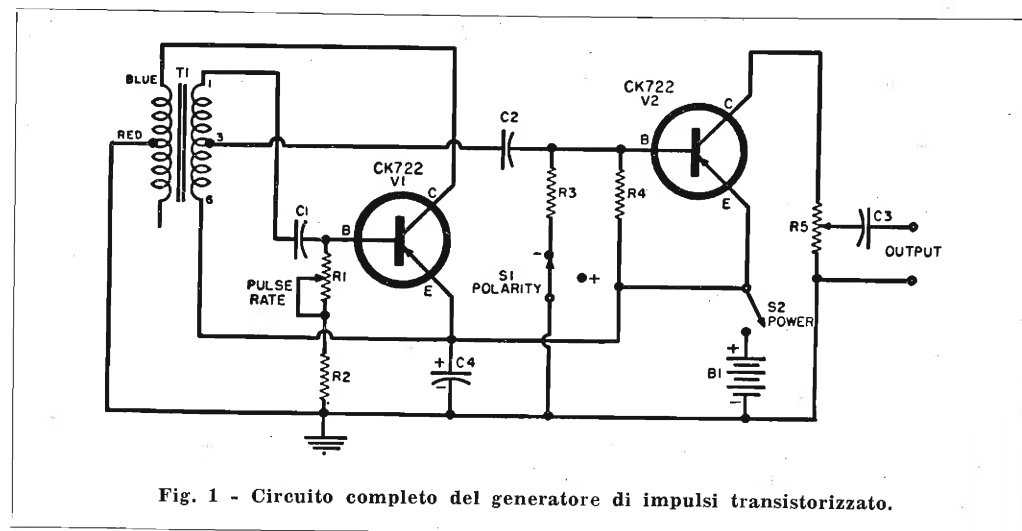 BLUE
T1
1
RED
3
6
C1
B
CK722
V1
C
E
R1
PULSE
RATE
R2
+
C4
-
C2
R3
R4
-
+
S1
POLARITY
CK722
V2
B
C
E
R5
C3
OUTPUT
S2
POWER
+
B1
-
Fig. 1 - Circuito completo del generatore di impulsi transistorizzato.